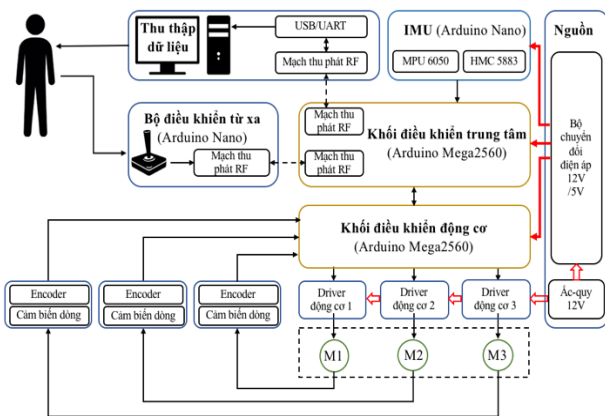 Thu thập
dữ liệu
USB/UART
Mạch thu phát RF
IMU (Arduino Nano)
MPU 6050
HMC 5883
Nguồn
Bộ
chuyển
đổi
điện áp
12V
/5V
Bộ điều khiển từ xa
(Arduino Nano)
Mạch thu
phát RF
Mạch thu
phát RF
Mạch thu
phát RF
Khối điều khiển trung tâm
(Arduino Mega2560)
Khối điều khiển động cơ
(Arduino Mega2560)
Encoder
Cảm biến dòng
Encoder
Cảm biến dòng
Encoder
Cảm biến dòng
Driver
động cơ 1
Driver
động cơ 2
Driver
động cơ 3
Ắc-quy
12V
M1
M2
M3